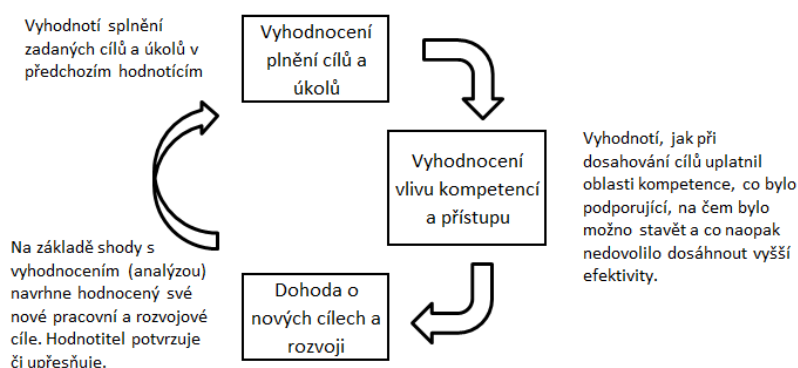 Vyhodnotí splnění
zadaných cílů a úkolů v
předchozím hodnotícím
Vyhodnocení
plnění cílů a
úkolů
Vyhodnocení
vlivu kompetencí
a přístupu
Vyhodnotí, jak při
dosahování cílů uplatnil
oblasti kompetence, co bylo
podporující, na čem bylo
možno stavět a co naopak
nedovolilo dosáhnout vyšší
efektivity.
Dohoda o
nových cílech a
rozvoji
Na základě shody s
vyhodnocením (analýzou)
navrhne hodnocený své
nové pracovní a rozvojové
cíle. Hodnotitel potvrzuje
či upřesňuje.